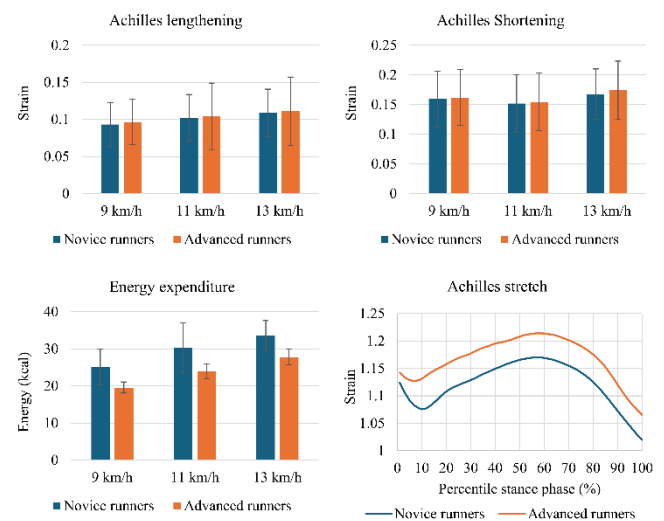 Achilles lengthening
0.2
0.15
0.1
0.05
0
Strain
9 km/h 11 km/h 13 km/h
Novice runners Advanced runners
Achilles Shortening
0.25
0.2
0.15
0.1
0.05
0
Strain
9 km/h 11 km/h 13 km/h
Novice runners Advanced runners
Energy expenditure
40
30
20
10
0
Energy (kcal)
9 km/h 11 km/h 13 km/h
Novice runners Advanced runners
Achilles stretch
1.25
1.2
1.15
1.1
1.05
1
Strain
0 10 20 30 40 50 60 70 80 90 100
Percentile stance phase (%)
Novice runners Advanced runners